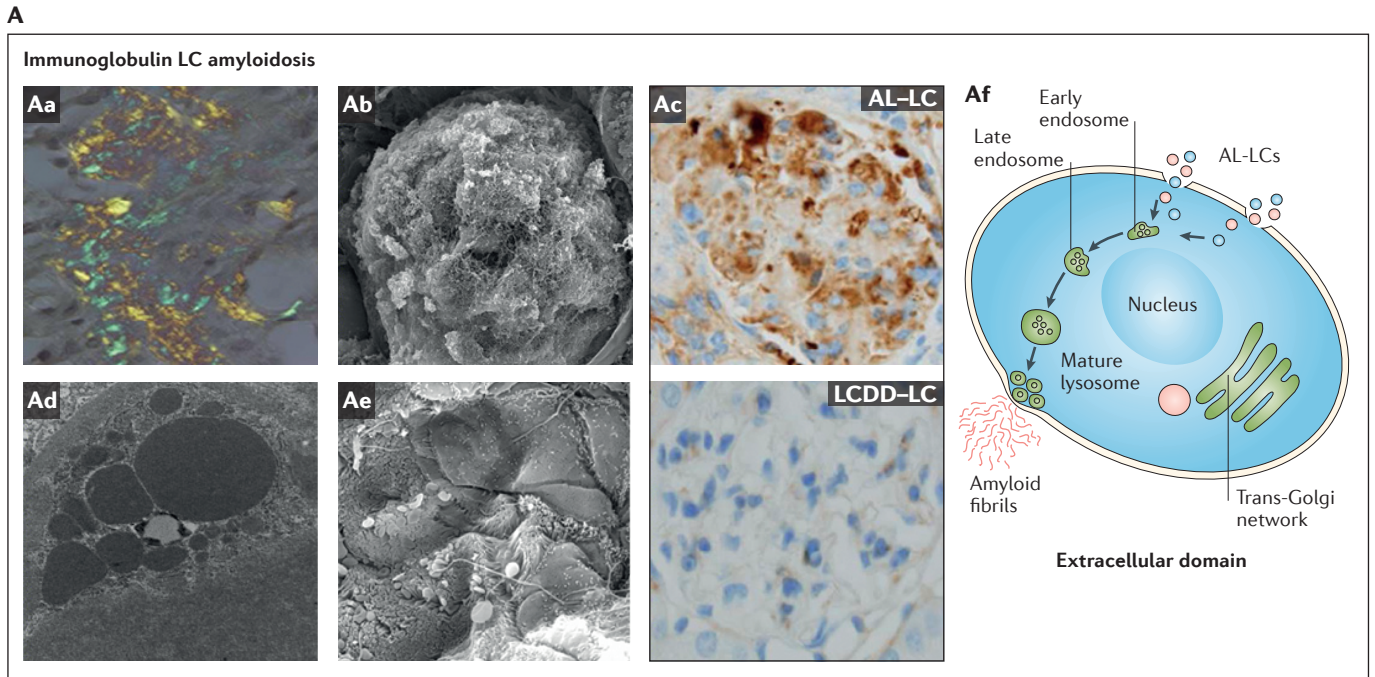 A
Immunoglobulin LC amyloidosis
Aa
Ab
Ac
AL–LC
Ad
Ae
LCDD–LC
Af
Early
endosome
Late
endosome
AL-LCs
Nucleus
Mature
lysosome
Amyloid
fibrils
Trans-Golgi
network
Extracellular domain